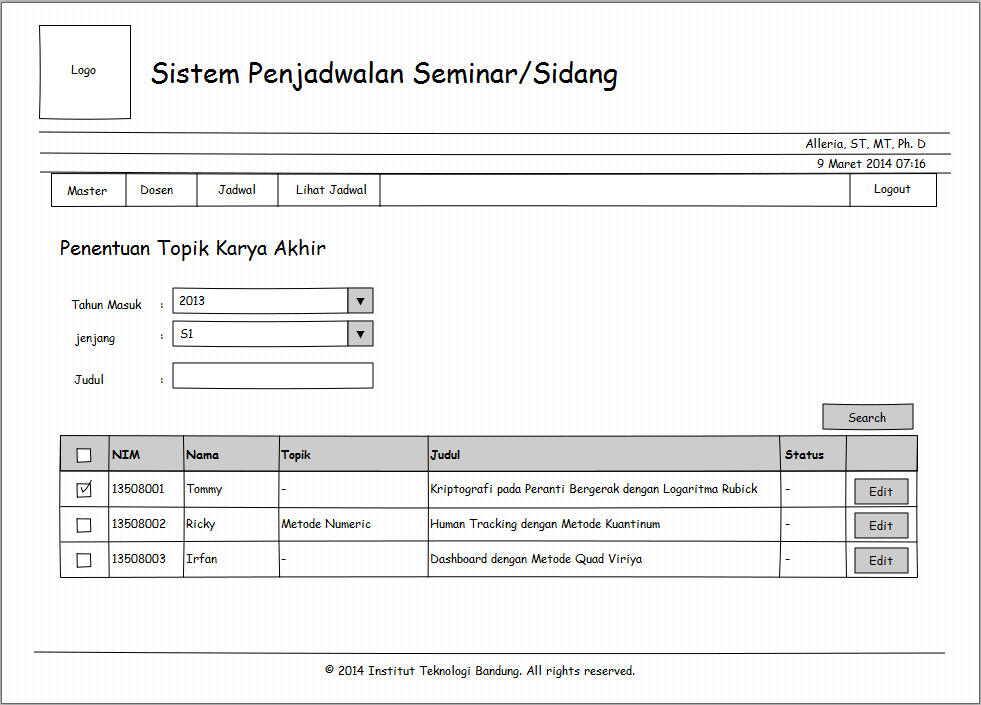 Logo
Sistem Penjadwalan Seminar/Sidang
Alleria, ST, MT, Ph. D
9 Maret 2014 07:16
Master Dosen Jadwal Lihat Jadwal Logout
Penentuan Topik Karya Akhir
Tahun Masuk : 2013
jenjang : S1
Judul :
Search
NIM Nama Topik Judul Status
13508001 Tommy - Kriptografi pada Peranti Bergerak dengan Logaritma Rubick - Edit
13508002 Ricky Metode Numeric Human Tracking dengan Metode Kuantinum - Edit
13508003 Irfan - Dashboard dengan Metode Quad Viriya - Edit
© 2014 Institut Teknologi Bandung. All rights reserved.